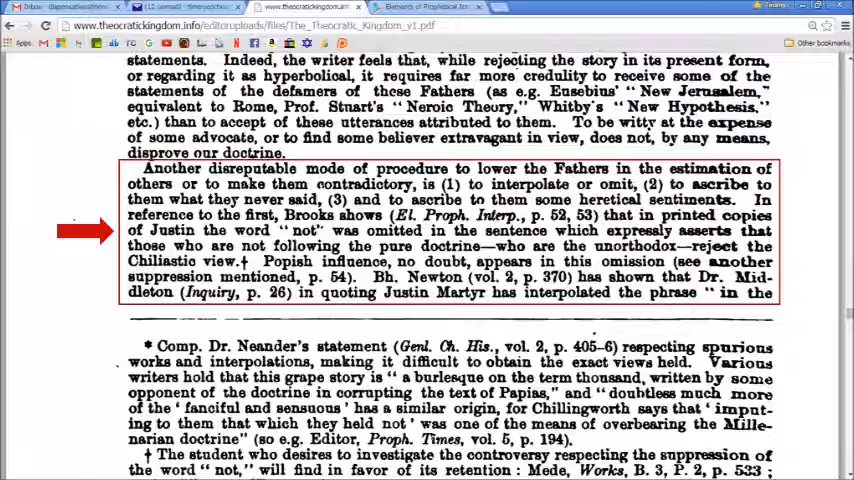 Inbox - dispensationalfriend
www.theocratickingdom.info/
Elements of Prophetical Int
www.theocratickingdom.info/editoruploads/files/The_Theocratic_Kingdom_v1.pdf
Apps
Other bookmarks
statements. Indeed, the writer feels that, while rejecting the story in its present form,
or regarding it as hyperbolical, it requires far more credulity to receive some of the
statements of the defamers of these Fathers (as e.g. Eusebius' "New Jerusalem,"
equivalent to Rome, Prof. Stuart's "Neroic Theory," Whitby's "New Hypothesis,"
etc.) than to accept of these utterances attributed to them. To be witty at the expense
of some advocate, or to find some believer extravagant in view, does not, by any means,
disprove our doctrine.
Another disreputable mode of procedure to lower the Fathers in the estimation of
others or to make them contradictory, is (1) to interpolate or omit, (2) to ascribe to
them what they never said, (3) and to ascribe to them some heretical sentiments. In
reference to the first, Brooks shows (El. Proph. Interp., p. 52, 53) that in printed copies
of Justin the word "not" was omitted in the sentence which expressly asserts that
those who are not following the pure doctrine—who are the unorthodox—reject the
Chiliastic view.† Popish influence, no doubt, appears in this omission (see another
suppression mentioned, p. 54). Bh. Newton (vol. 2, p. 370) has shown that Dr. Mid-
dleton (Inquiry, p. 26) in quoting Justin Martyr has interpolated the phrase "in the
* Comp. Dr. Neander's statement (Genl. Ch. His., vol. 2, p. 405-6) respecting spurious
works and interpolations, making it difficult to obtain the exact views held. Various
writers hold that this grape story is "a burlesque on the term thousand, written by some
opponent of the doctrine in corrupting the text of Papias," and "doubtless much more
of the 'fanciful and sensuous' has a similar origin, for Chillingworth says that 'imput-
ing to them that which they held not' was one of the means of overbearing the Mille-
narian doctrine" (so e.g. Editor, Proph. Times, vol. 5, p. 194).
† The student who desires to investigate the controversy respecting the suppression of
the word "not," will find in favor of its retention: Mede, Works, B. 3, P. 2, p. 533 ;